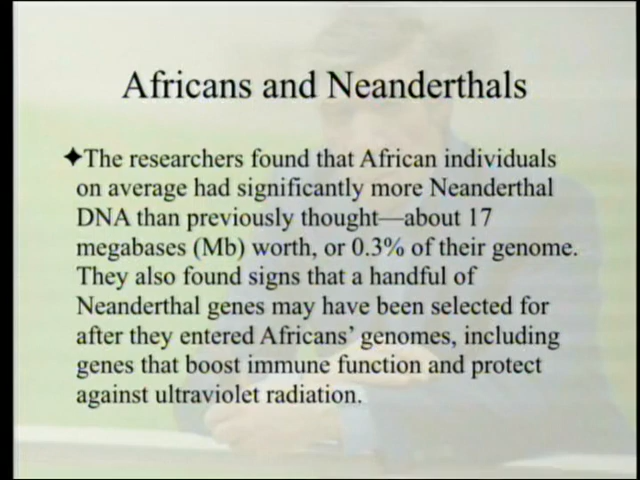 Africans and Neanderthals
✦The researchers found that African individuals
on average had significantly more Neanderthal
DNA than previously thought—about 17
megabases (Mb) worth, or 0.3% of their genome.
They also found signs that a handful of
Neanderthal genes may have been selected for
after they entered Africans’ genomes, including
genes that boost immune function and protect
against ultraviolet radiation.